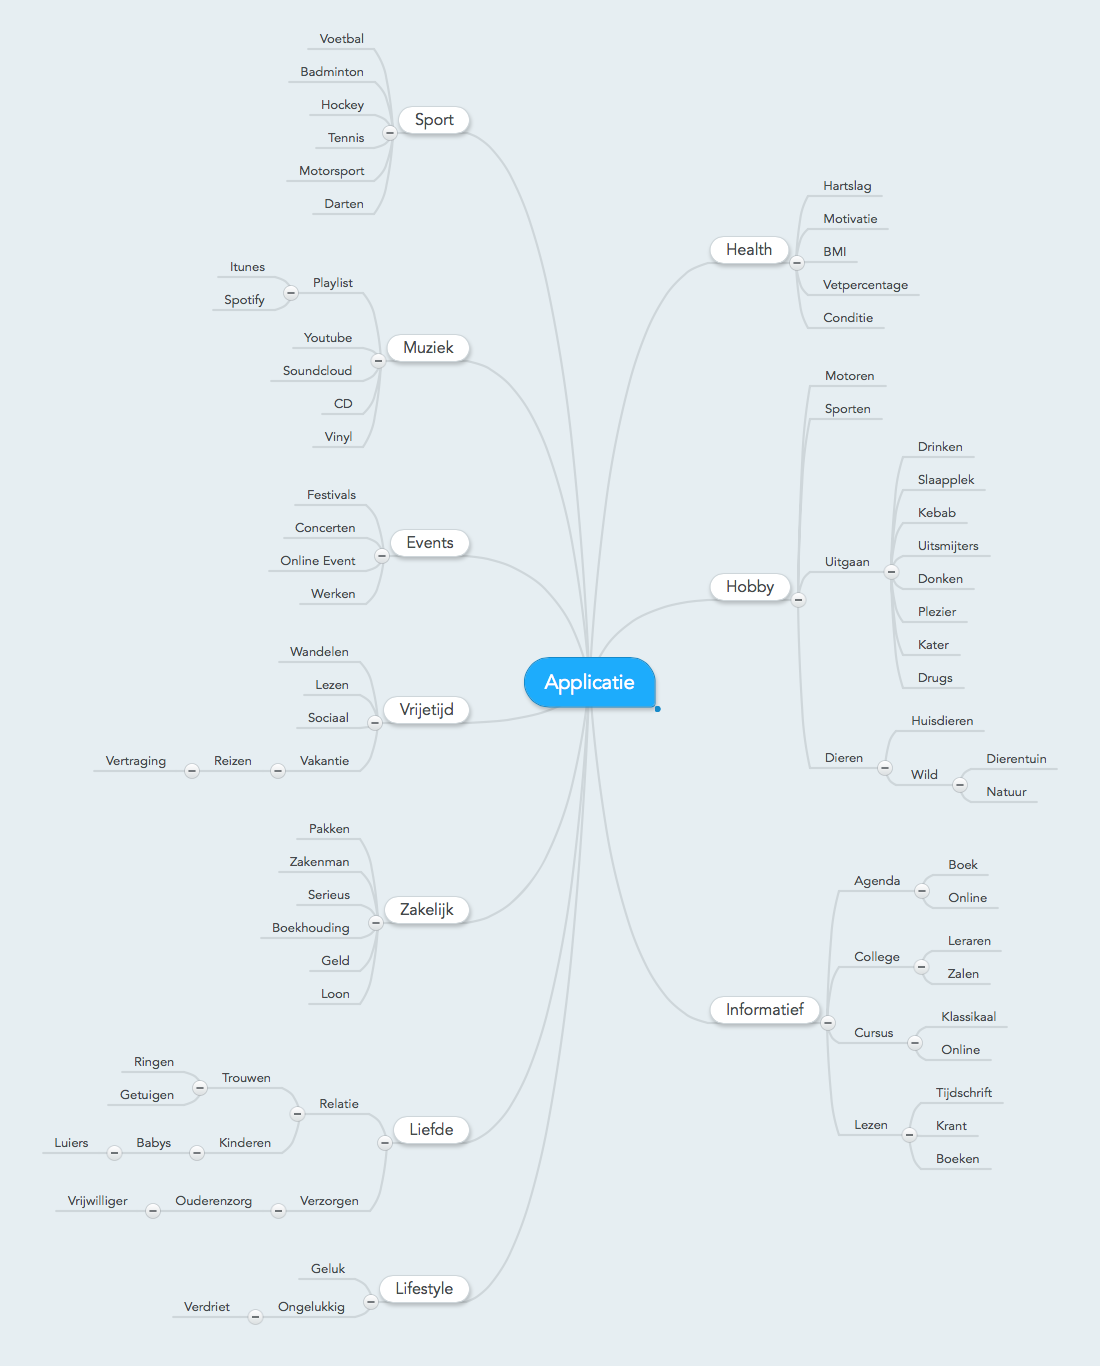 Applicatie
Sport
Voetbal
Badminton
Hockey
Tennis
Motorsport
Darten
Muziek
Playlist
Itunes
Spotify
Youtube
Soundcloud
CD
Vinyl
Events
Festivals
Concerten
Online Event
Werken
Vrijetijd
Wandelen
Lezen
Sociaal
Vakantie
Reizen
Vertraging
Zakelijk
Pakken
Zakenman
Serieus
Boekhouding
Geld
Loon
Liefde
Relatie
Trouwen
Ringen
Getuigen
Kinderen
Babys
Luiers
Verzorgen
Ouderenzorg
Vrijwilliger
Lifestyle
Geluk
Ongelukkig
Verdriet
Health
Hartslag
Motivatie
BMI
Vetpercentage
Conditie
Hobby
Motoren
Sporten
Uitgaan
Drinken
Slaapplek
Kebab
Uitsmijters
Donken
Plezier
Kater
Drugs
Dieren
Huisdieren
Wild
Dierentuin
Natuur
Informatief
Agenda
Boek
Online
College
Leraren
Zalen
Cursus
Klassikaal
Online
Lezen
Tijdschrift
Krant
Boeken